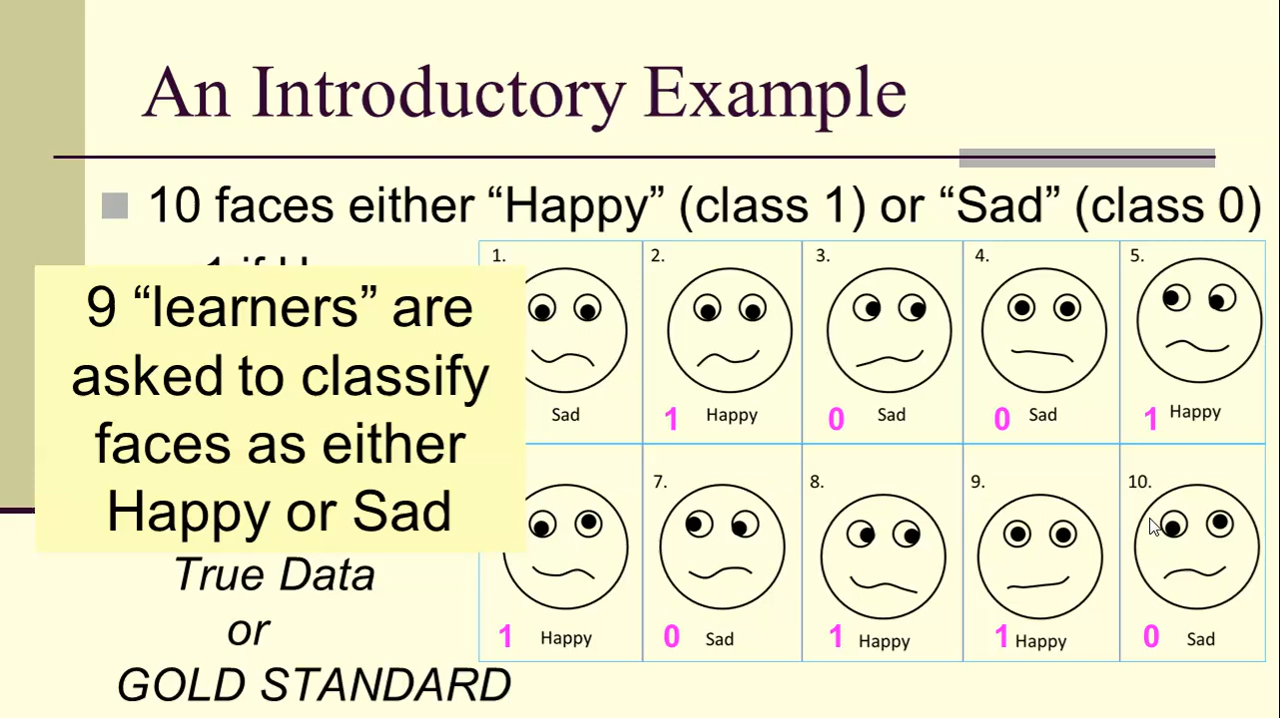 An Introductory Example
10 faces either “Happy” (class 1) or “Sad” (class 0)
9 “learners” are
asked to classify
faces as either
Happy or Sad
True Data
or
GOLD STANDARD
1. 2. 3. 4. 5.
Sad 1 Happy 0 Sad 0 Sad 1 Happy
7. 8. 9. 10.
1 Happy 0 Sad 1 Happy 1 Happy 0 Sad